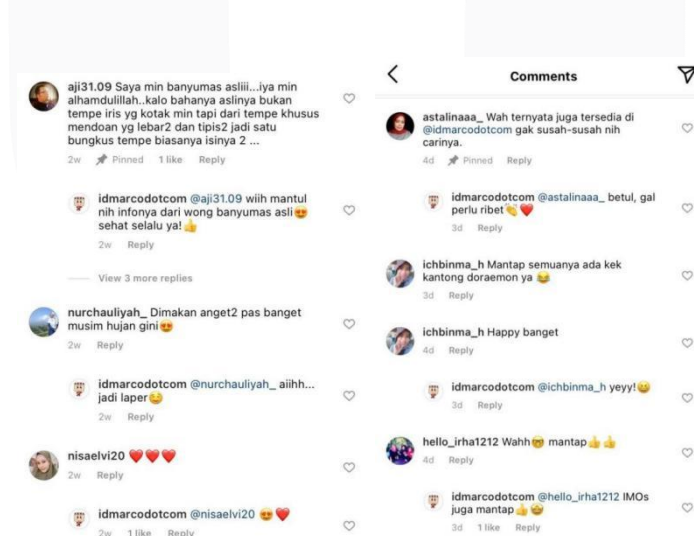 aji31.09 Saya min banyumas asliii...iya min
alhamdulillah..kalo bahanya aslinya bukan
tempe iris yg kotak min tapi dari tempe khusus
mendoan yg lebar2 dan tipis2 jadi satu
bungkus tempe biasanya isinya 2 ...
2w Pinned 1 like Reply
idmarcodotcom @aji31.09 wiih mantul
nih infonya dari wong banyumas asli😍
sehat selalu ya!👍
2w Reply
View 3 more replies
nurchauliyah_ Dimakan anget2 pas banget
musim hujan gini😍
2w Reply
idmarcodotcom @nurchauliyah_ aiihh...
jadi laper😋
2w Reply
nisaelvi20 ❤️❤️❤️
2w Reply
idmarcodotcom @nisaelvi20 😍❤️
2w 1 like Reply
Comments
astalinaaa_ Wah ternyata juga tersedia di
@idmarcodotcom gak susah-susah nih
carinya.
4d Pinned Reply
idmarcodotcom @astalinaaa_ betul, gal
perlu ribet👏❤️
3d Reply
ichbinma_h Mantap semuanya ada kek
kantong doraemon ya 😂
3d Reply
ichbinma_h Happy banget
4d Reply
idmarcodotcom @ichbinma_h yeyy!😄
3d Reply
hello_irha1212 Wahh🤓 mantap👍👍
4d Reply
idmarcodotcom @hello_irha1212 IMOs
juga mantap👍🤩
3d 1 like Reply